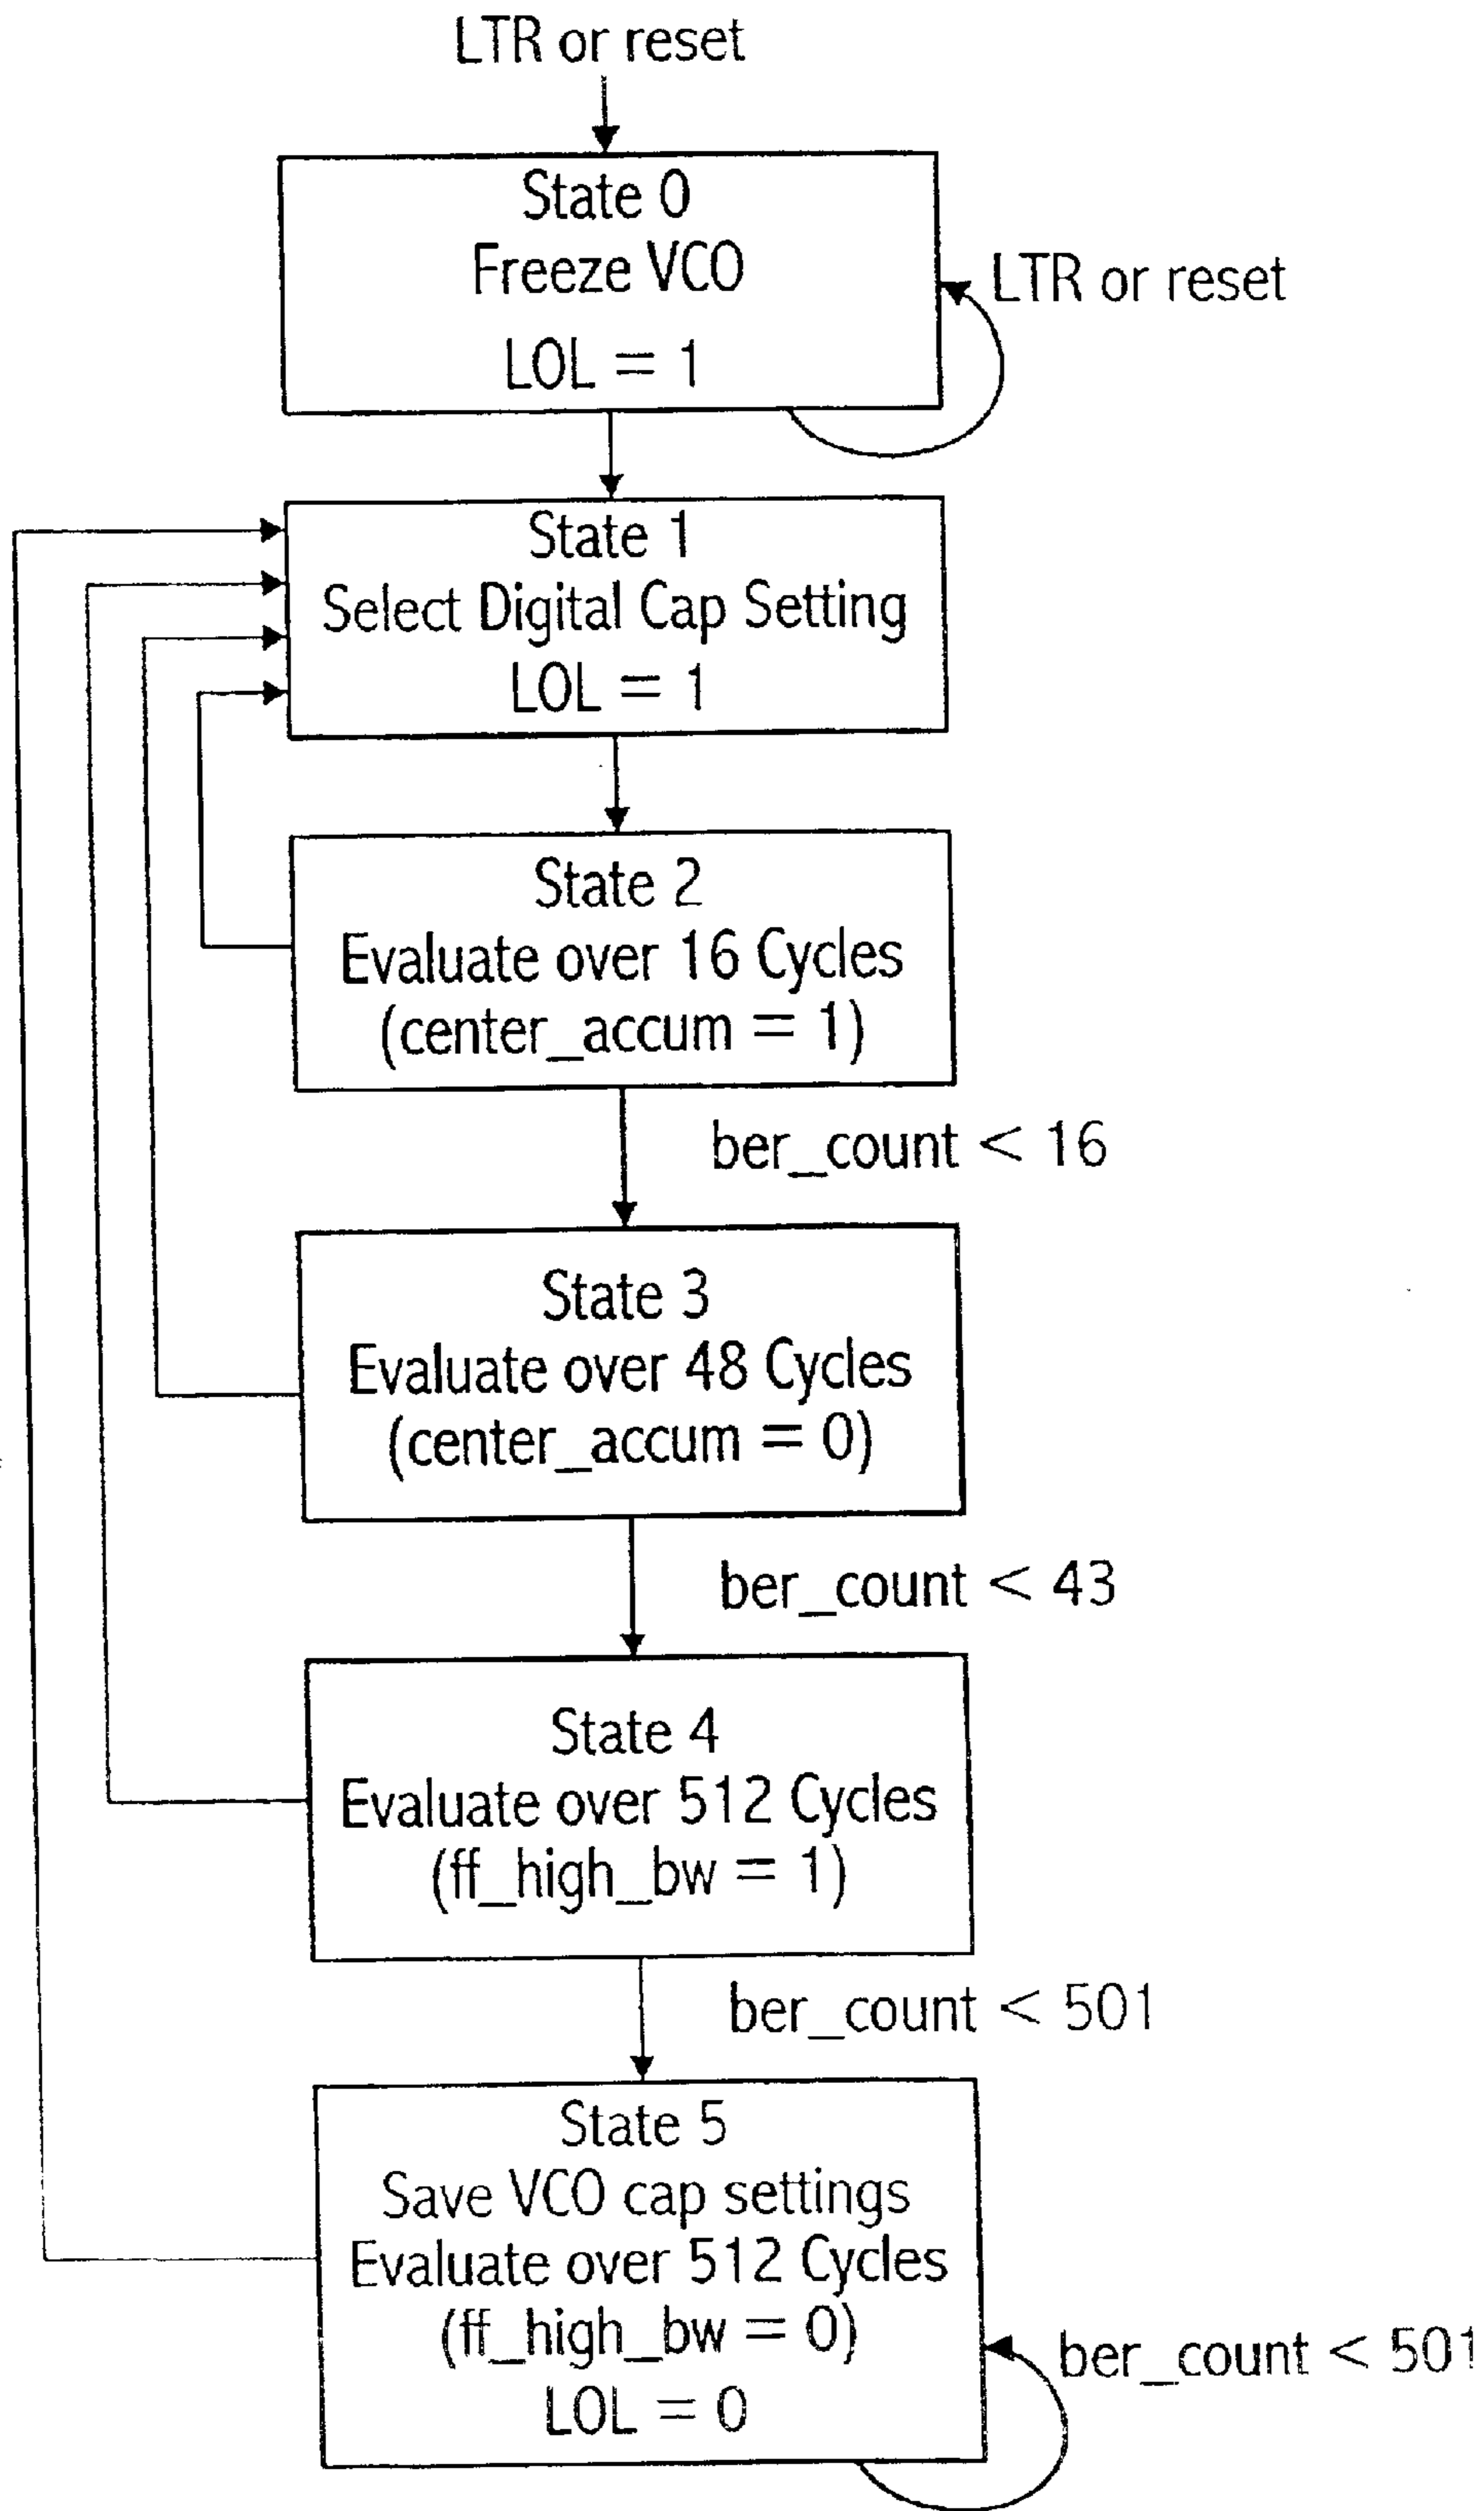 LTR or reset
State 0
Freeze VCO
LTR or reset
LOL = 1
State 1
Select Digital Cap Setting
LOL = 1
State 2
Evaluate over 16 Cycles
(center_accum = 1)
ber_count < 16
State 3
Evaluate over 48 Cycles
(center_accum = 0)
ber_count < 43
State 4
Evaluate over 512 Cycles
(ff_high_bw = 1)
ber_count < 501
State 5
Save VCO cap settings
Evaluate over 512 Cycles
(ff_high_bw = 0)
ber_count < 501
LOL = 0